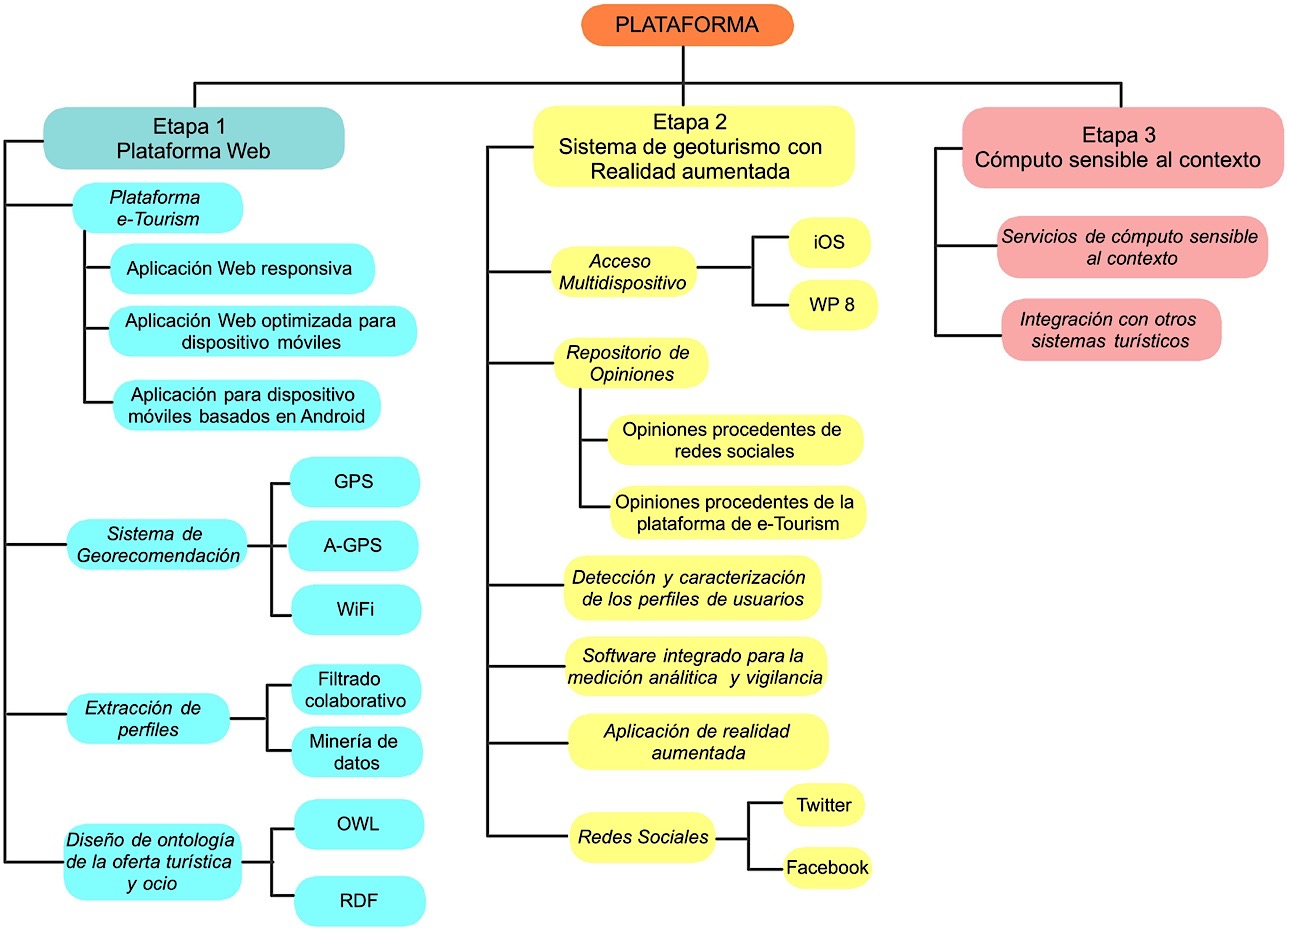 PLATAFORMA
Etapa 1
Plataforma Web
Plataforma
e-Tourism
Aplicación Web responsiva
Aplicación Web optimizada para
dispositivo móviles
Aplicación para dispositivo
móviles basados en Android
Sistema de
Georecomendación
GPS
A-GPS
WiFi
Extracción de
perfiles
Filtrado
colaborativo
Minería de
datos
Diseño de ontología
de la oferta turística
y ocio
OWL
RDF
Etapa 2
Sistema de geoturismo con
Realidad aumentada
Acceso
Multidispositivo
iOS
WP 8
Repositorio de
Opiniones
Opiniones procedentes de
redes sociales
Opiniones procedentes de la
plataforma de e-Tourism
Detección y caracterización
de los perfiles de usuarios
Software integrado para la
medición análitica y vigilancia
Aplicación de realidad
aumentada
Redes Sociales
Twitter
Facebook
Etapa 3
Cómputo sensible al contexto
Servicios de cómputo sensible
al contexto
Integración con otros
sistemas turísticos